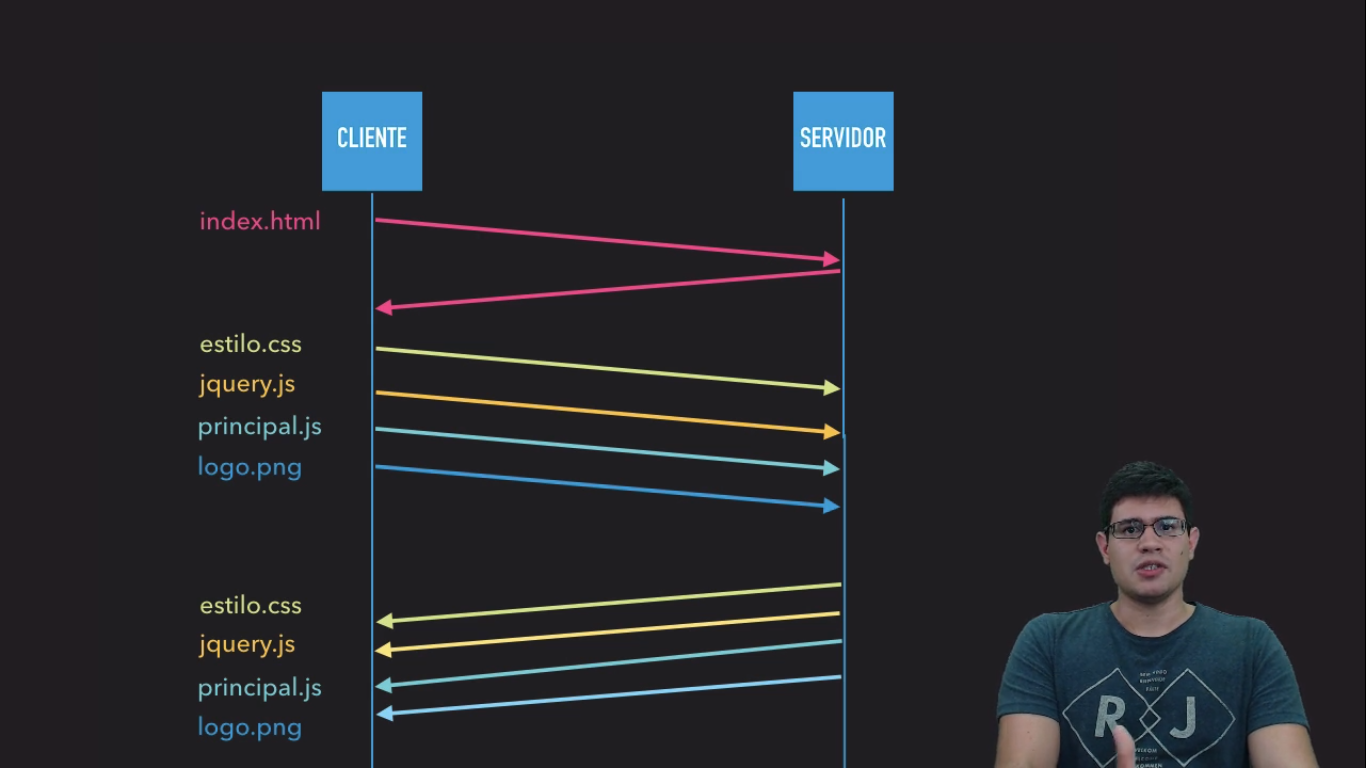 CLIENTE
SERVIDOR
index.html
estilo.css
jquery.js
principal.js
logo.png
estilo.css
jquery.js
principal.js
logo.png
R J